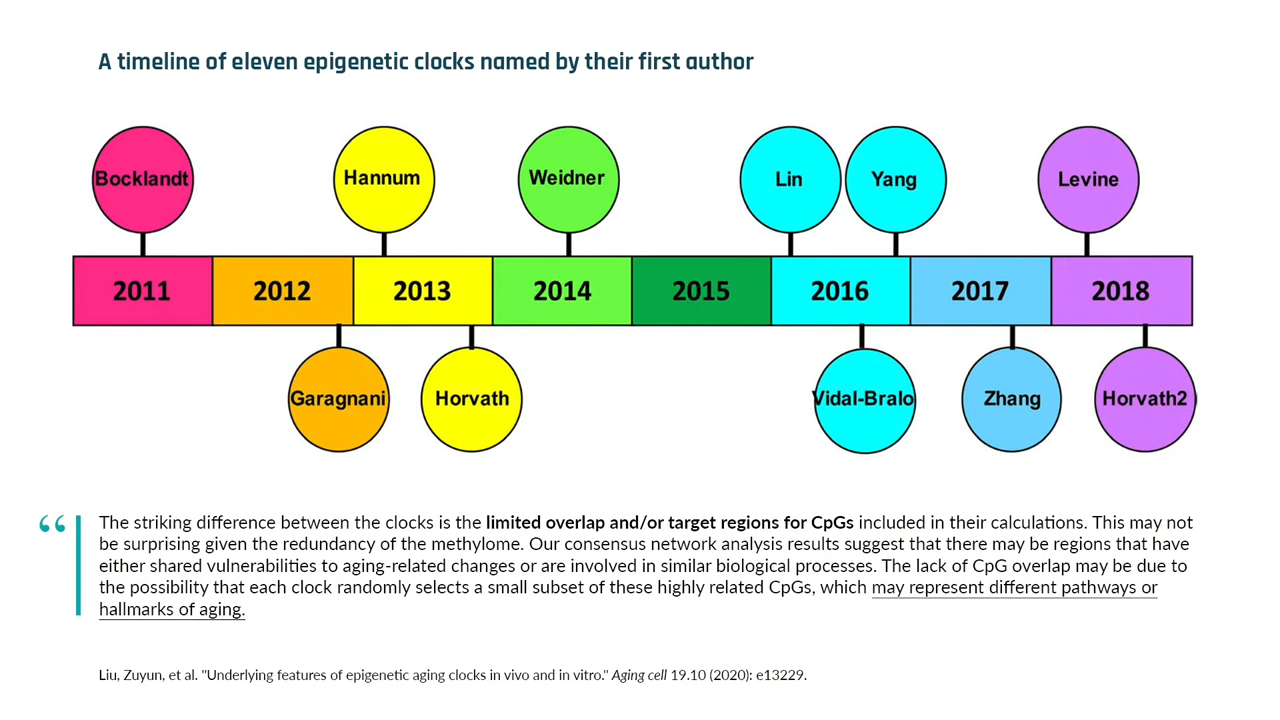 A timeline of eleven epigenetic clocks named by their first author
Bocklandt
Hannum
Weidner
Lin
Yang
Levine
2011
2012
2013
2014
2015
2016
2017
2018
Garagnani
Horvath
Vidal-Bralo
Zhang
Horvath2
“
The striking difference between the clocks is the limited overlap and/or target regions for CpGs included in their calculations. This may not
be surprising given the redundancy of the methylome. Our consensus network analysis results suggest that there may be regions that have
either shared vulnerabilities to aging-related changes or are involved in similar biological processes. The lack of CpG overlap may be due to
the possibility that each clock randomly selects a small subset of these highly related CpGs, which may represent different pathways or
hallmarks of aging.
Liu, Zuyun, et al. "Underlying features of epigenetic aging clocks in vivo and in vitro." Aging cell 19.10 (2020): e13229.